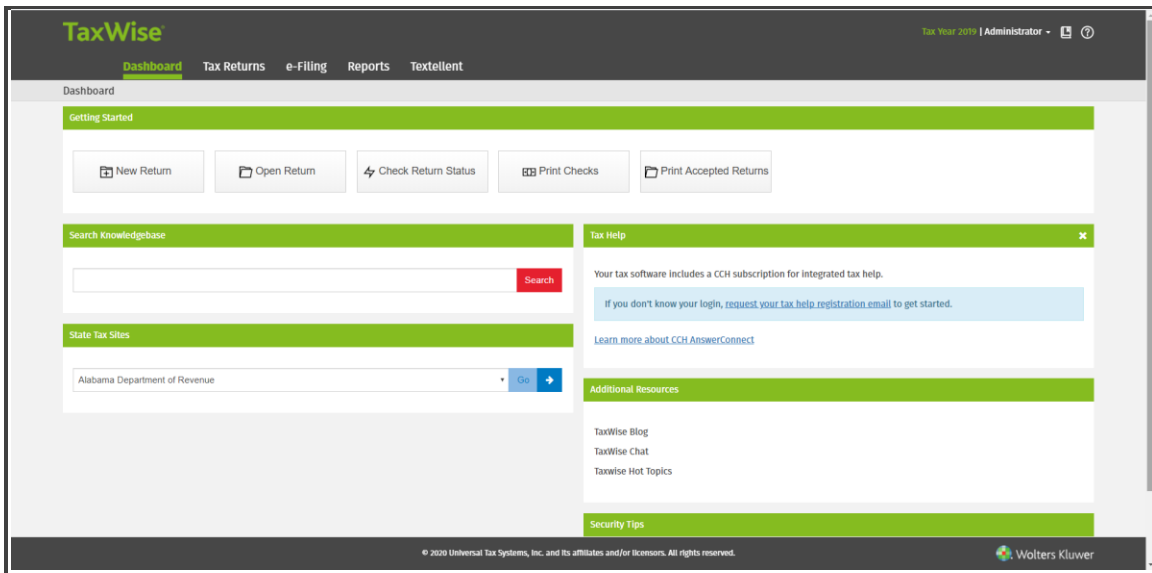 TaxWise®
Tax Year 2019 | Administrator
Dashboard Tax Returns e-Filing Reports Textellent
Dashboard
Getting Started
New Return
Open Return
Check Return Status
Print Checks
Print Accepted Returns
Search Knowledgebase
Search
State Tax Sites
Alabama Department of Revenue
Go
Tax Help
Your tax software includes a CCH subscription for integrated tax help.
If you don't know your login, request your tax help registration email to get started.
Learn more about CCH AnswerConnect
Additional Resources
TaxWise Blog
TaxWise Chat
Taxwise Hot Topics
Security Tips
© 2020 Universal Tax Systems, Inc. and its affiliates and/or licensors. All rights reserved.
Wolters Kluwer